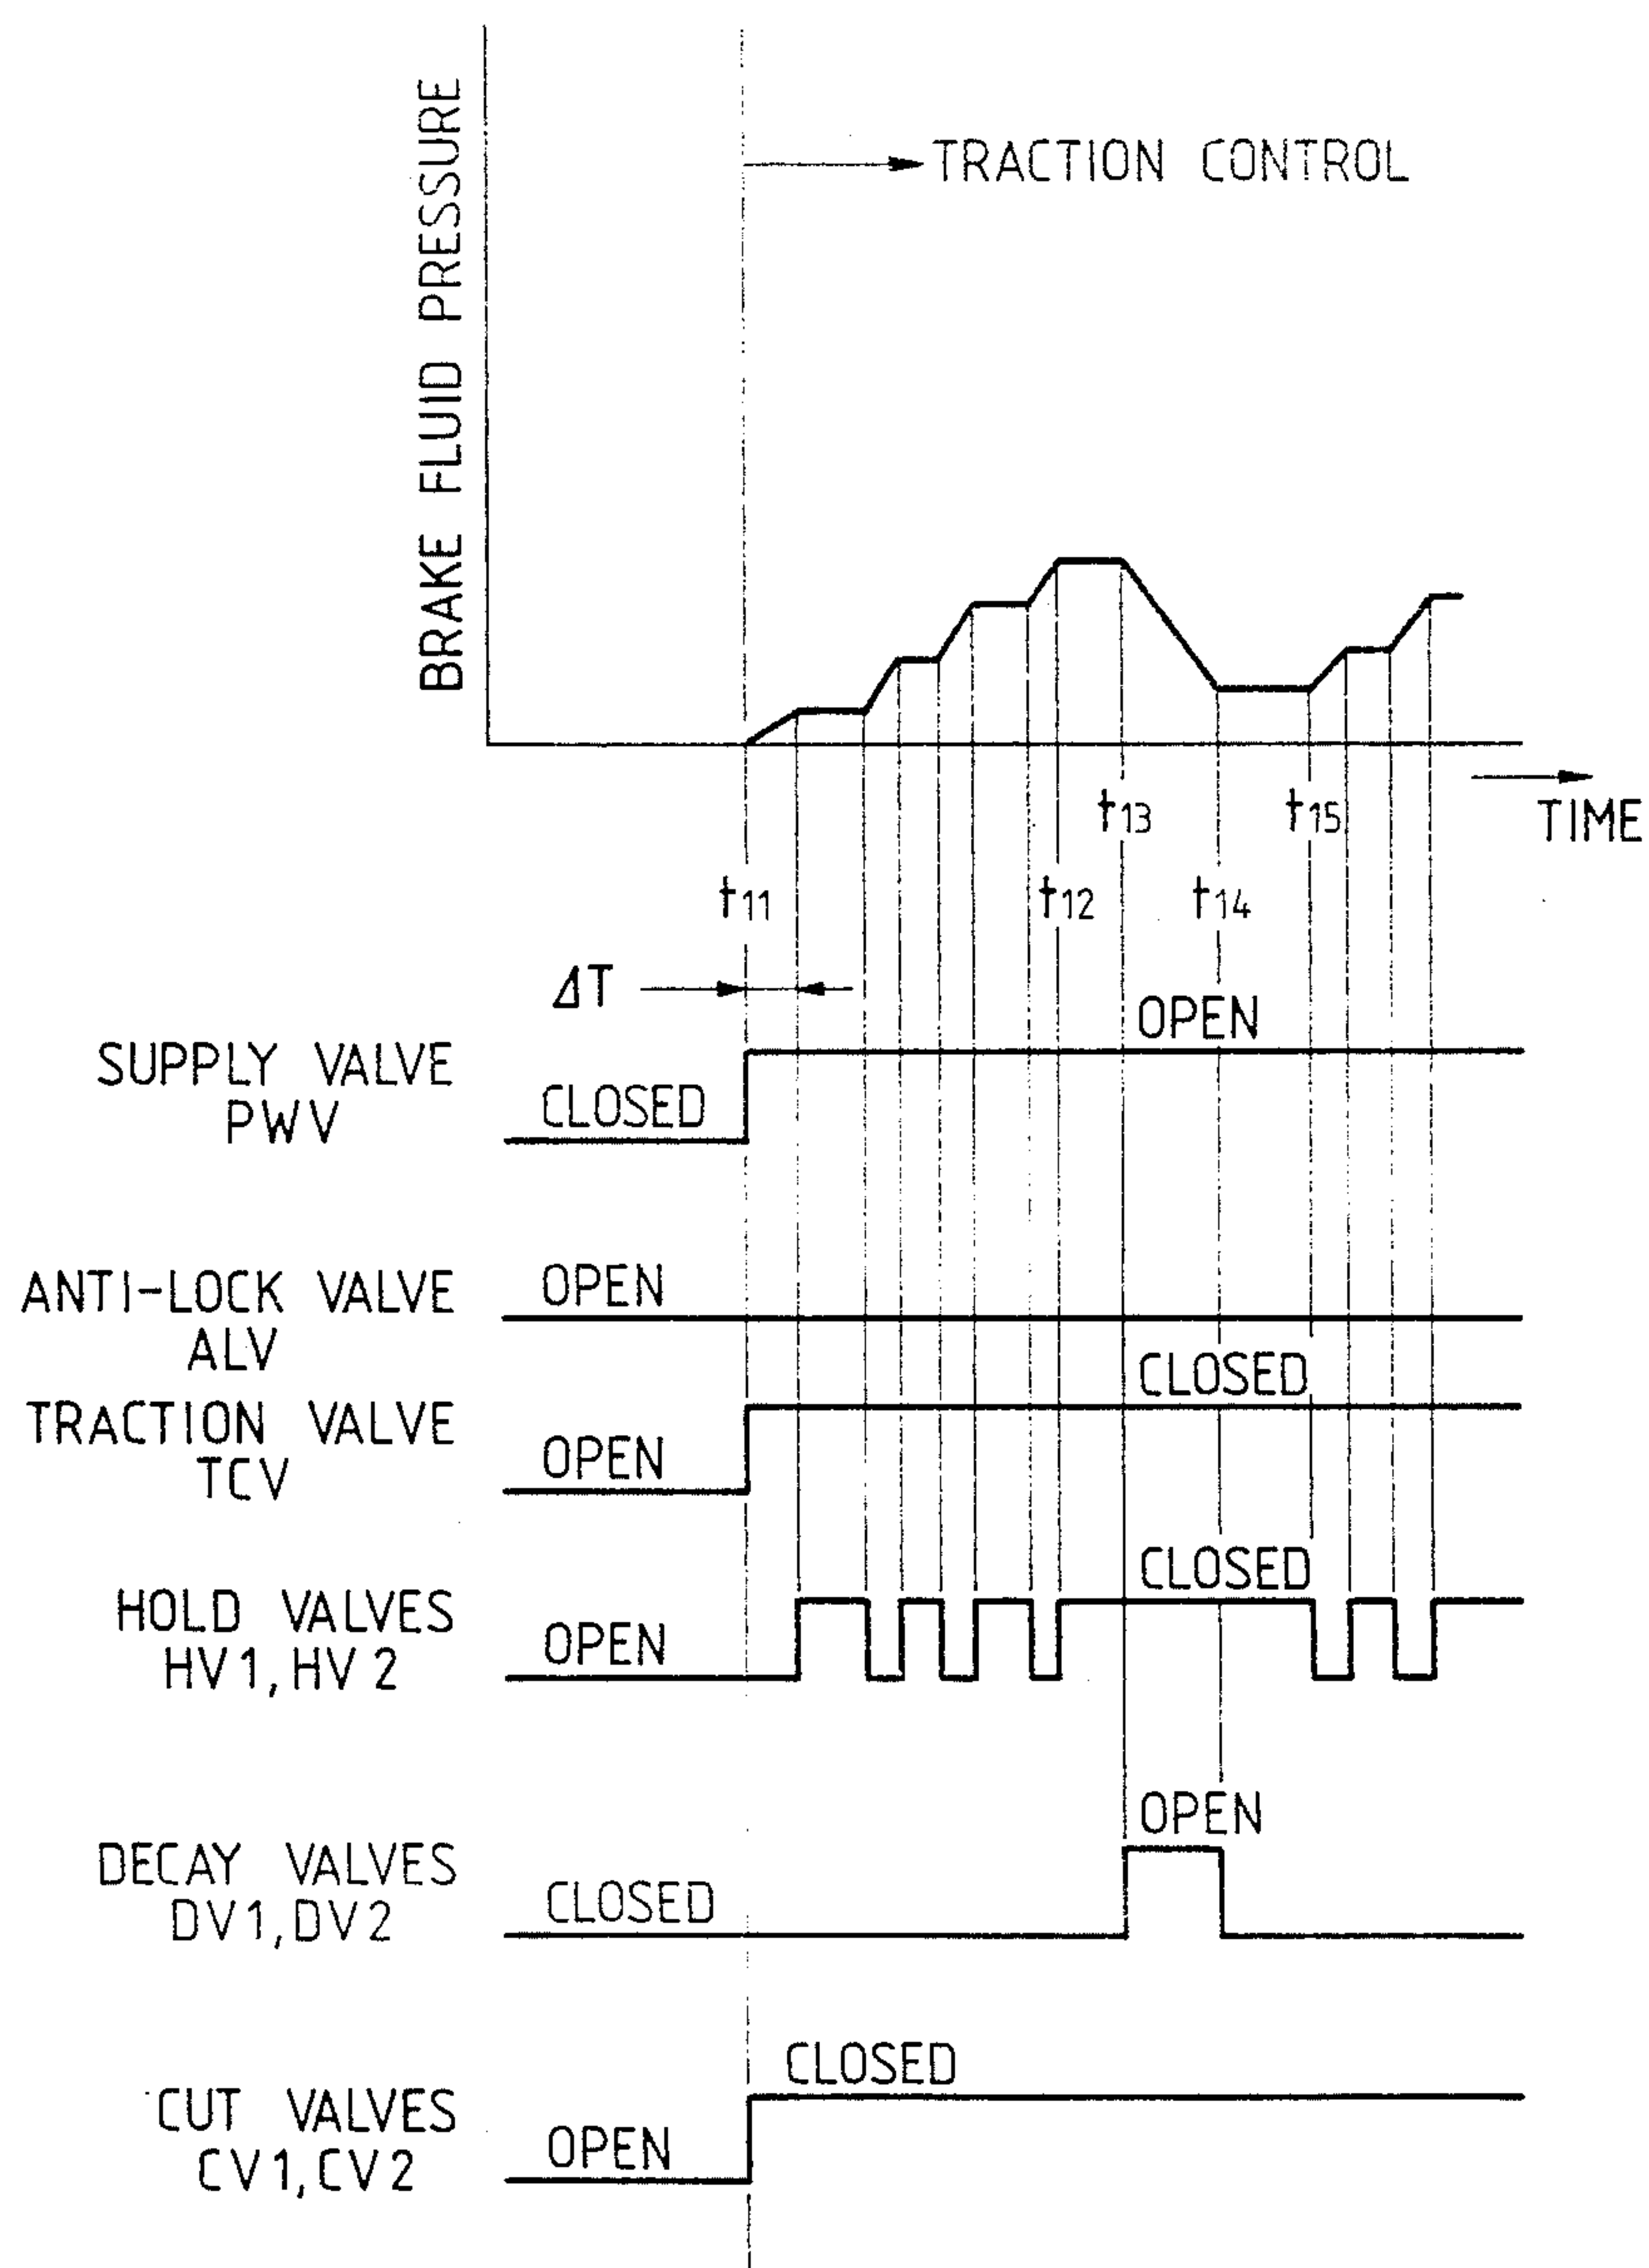 BRAKE FLUID PRESSURE
TRACTION CONTROL
t13
t15
TIME
t11
t12
t14
ΔT
OPEN
SUPPLY VALVE
PWV
CLOSED
ANTI-LOCK VALVE
ALV
OPEN
CLOSED
TRACTION VALVE
TCV
OPEN
CLOSED
HOLD VALVES
HV1, HV2
OPEN
OPEN
DECAY VALVES
DV1, DV2
CLOSED
CLOSED
CUT VALVES
CV1, CV2
OPEN